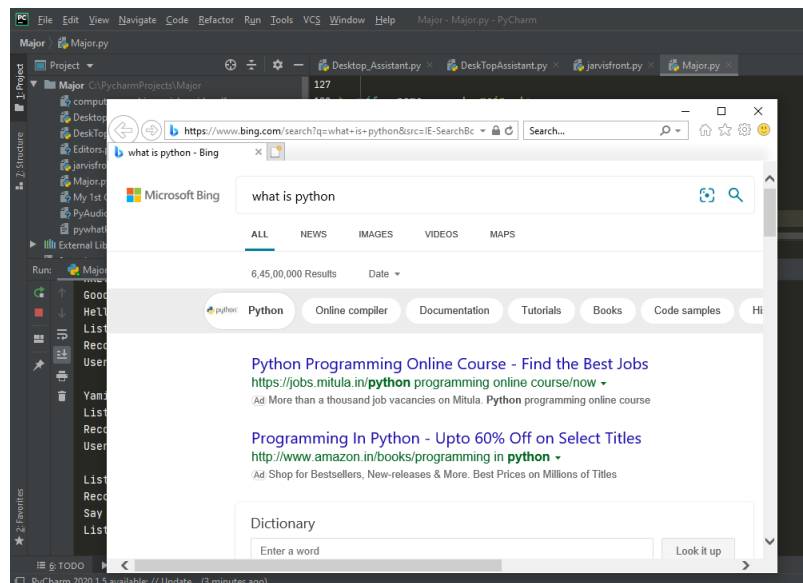 PC File Edit View Navigate Code Refactor Run Tools VCS Window Help Major - Major.py - PyCharm
Major Major.py
Project Desktop_Assistant.py DeskTopAssistant.py jarvisfront.py Major.py
1: Project
Major C:\PycharmProjects\Major 127
Desktop
DeskTop
Editors.
jarvisfro
Major.p
My 1st
PyAudio
pywhatk
External Lib
Z: Structure
https://www.bing.com/search?q=what+is+python&src=IE-SearchBc Search...
what is python - Bing
Microsoft Bing what is python
ALL NEWS IMAGES VIDEOS MAPS
6,45,00,000 Results Date
python Python Online compiler Documentation Tutorials Books Code samples Hi
Python Programming Online Course - Find the Best Jobs
https://jobs.mitula.in/python programming online course/now
Ad More than a thousand job vacancies on Mitula. Python programming online course
Programming In Python - Upto 60% Off on Select Titles
http://www.amazon.in/books/programming in python
Ad Shop for Bestsellers, New-releases & More. Best Prices on Millions of Titles
Dictionary
Enter a word Look it up
Run: Major
Good
Hell
List
Reco
User
Yami
List
Reco
User
List
Reco
Say
List
2: Favorites
6: TODO
PyCharm 2020.1.5 available: // Update... (3 minutes ago)